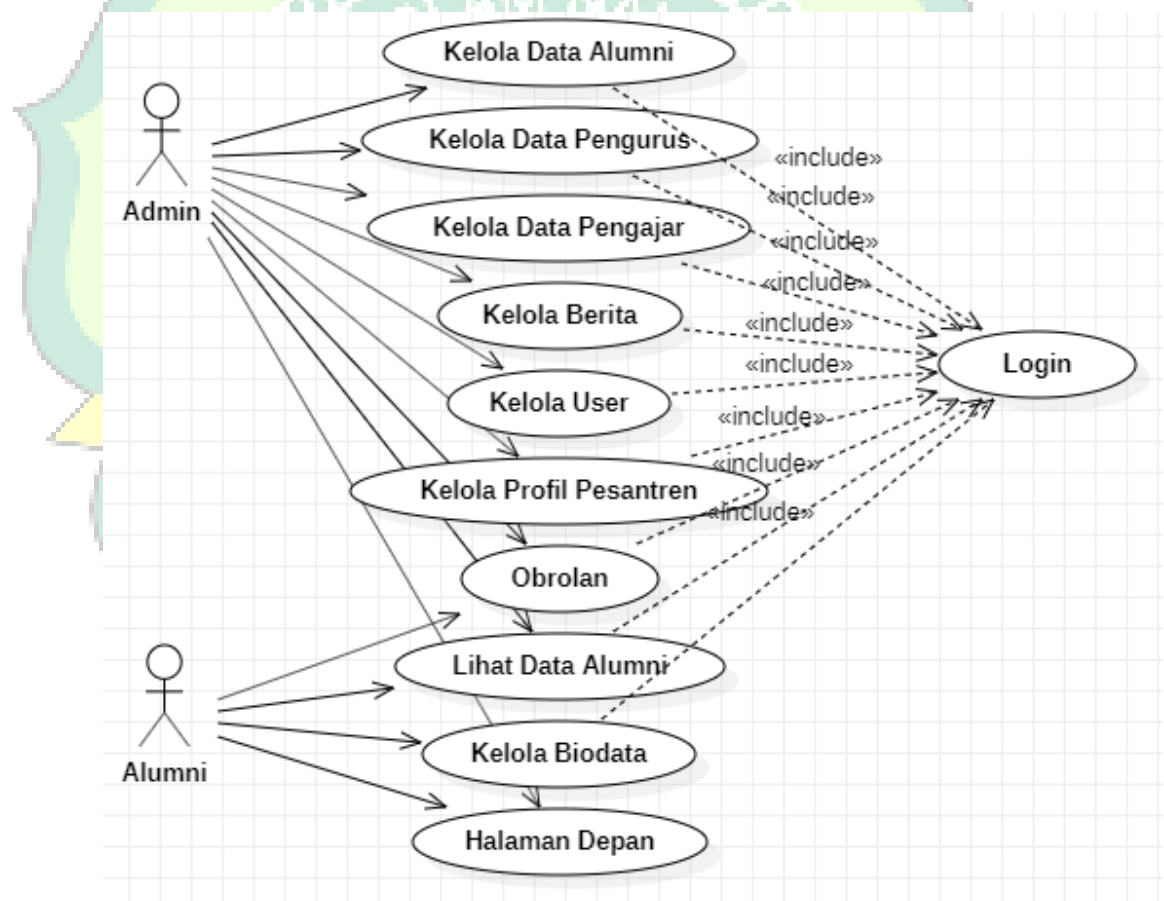 Kelola Data Alumni
Kelola Data Pengurus
«include»
«include»
Admin
Kelola Data Pengajar
«include»
«include»
Kelola Berita
«include»
«include»
Login
Kelola User
«include»
«include»
Kelola Profil Pesantren
«include»
Obrolan
Lihat Data Alumni
Kelola Biodata
Alumni
Halaman Depan